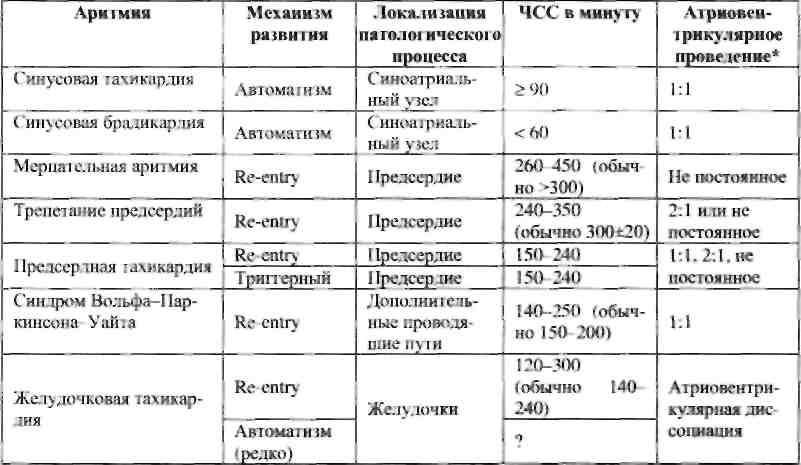 Аритмия
Механизм
развития
Локализация
патологического
процесса
ЧСС в минуту
Атриовен-
трикулярное
проведение*
Синусовая тахикардия
Автоматизм
Синоатриаль-
ный узел
≥ 90
1:1
Синусовая брадикардия
Автоматизм
Синоатриаль-
ный узел
< 60
1:1
Мерцательная аритмия
Re-entry
Предсердие
260–450 (обыч-
но >300)
Не постоянное
Трепетание предсердий
Re-entry
Предсердие
240–350
(обычно 300±20)
2:1 или не
постоянное
Предсердная тахикардия
Re-entry
Предсердие
150–240
1:1, 2:1, не
постоянное
Триггерный
Предсердие
150–240
Синдром Вольфа–Пар-
кинсона–Уайта
Re-entry
Дополнитель-
ные проводя-
щие пути
140–250 (обыч-
но 150–200)
1:1
Желудочковая тахикар-
дия
Re-entry
Желудочки
120–300
(обычно 140–
240)
Атриовентри-
кулярная дис-
социация
Автоматизм
(редко)
?